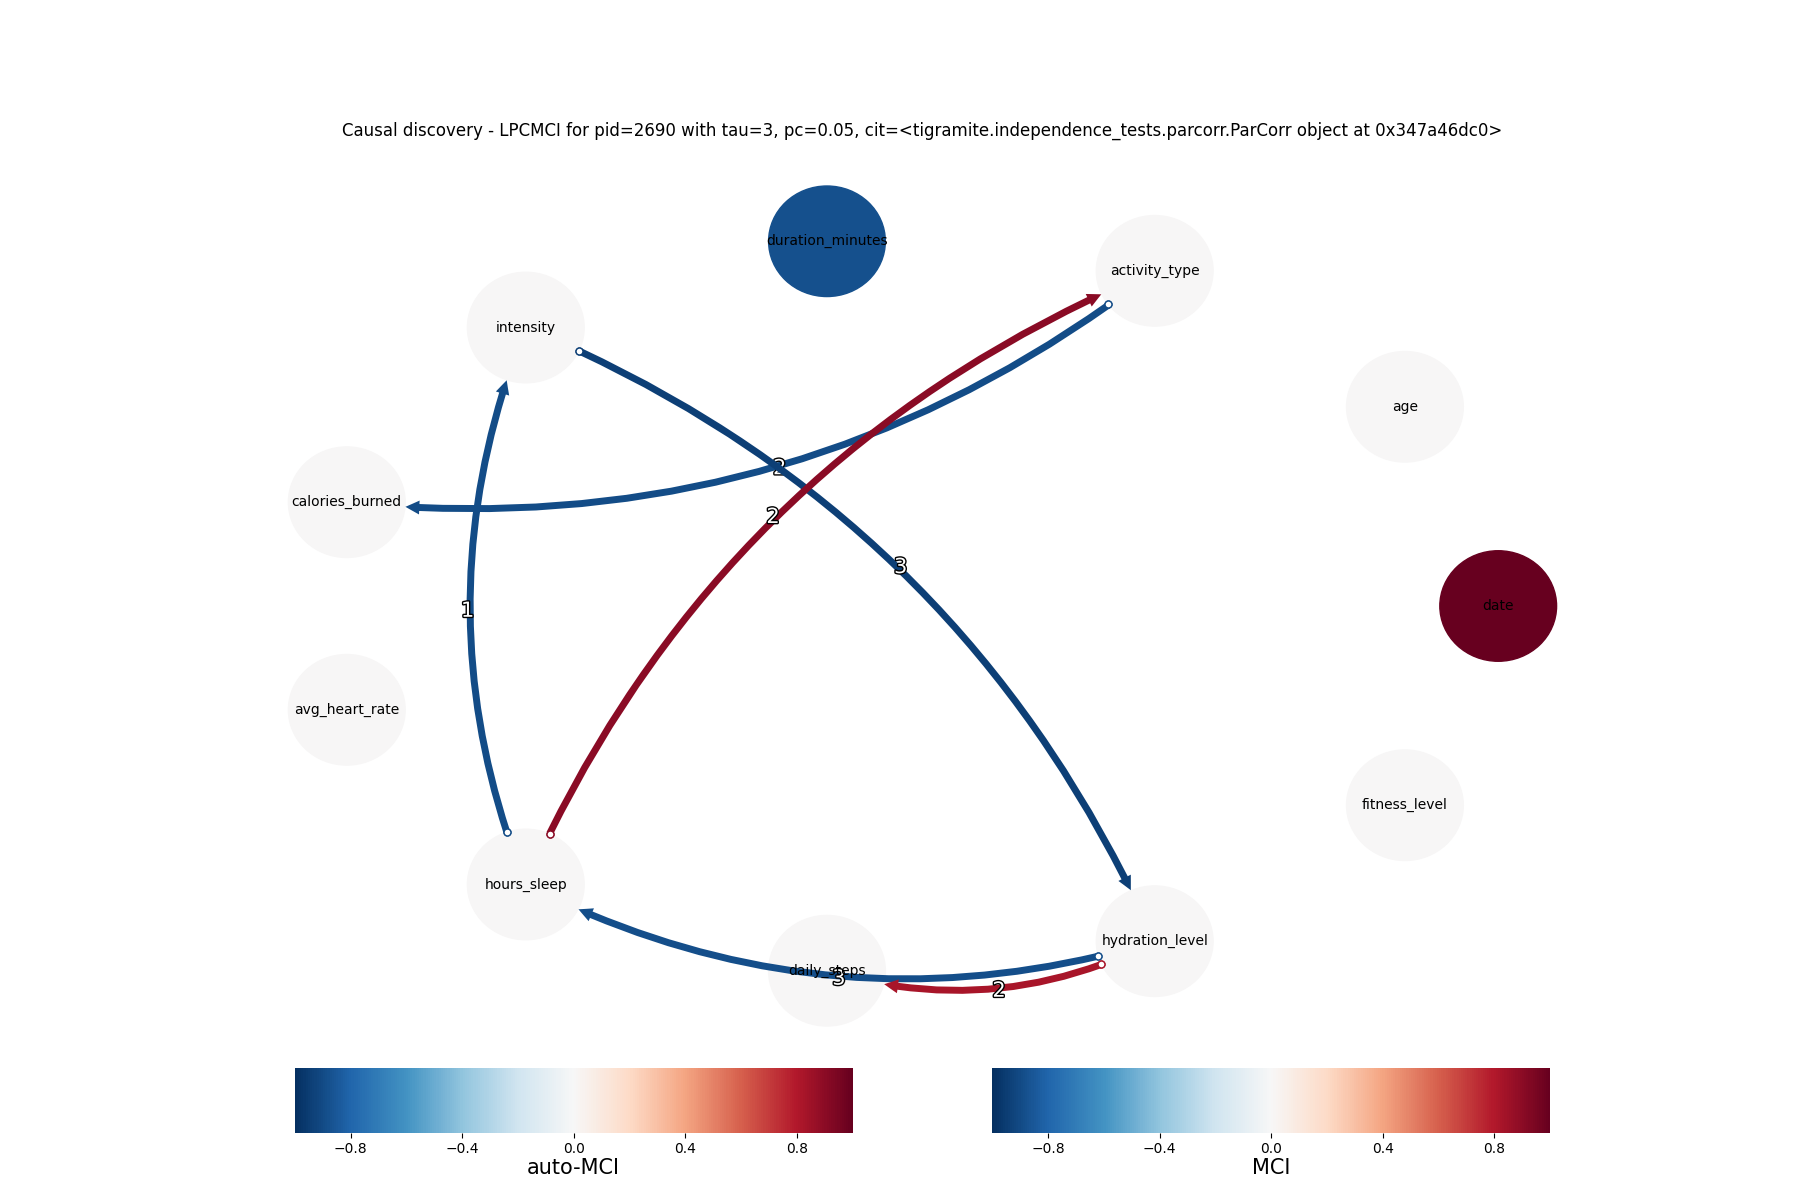 Causal discovery - LPCMCI for pid=2690 with tau=3, pc=0.05, cit=<tigramite.independence_tests.parcorr.ParCorr object at 0x347a46dc0>
duration_minutes
activity_type
intensity
age
2
calories_burned
2
3
date
1
avg_heart_rate
fitness_level
hours_sleep
hydration_level
daily_steps
3
2
−0.8 −0.4 0.0 0.4 0.8
auto-MCI
−0.8 −0.4 0.0 0.4 0.8
MCI